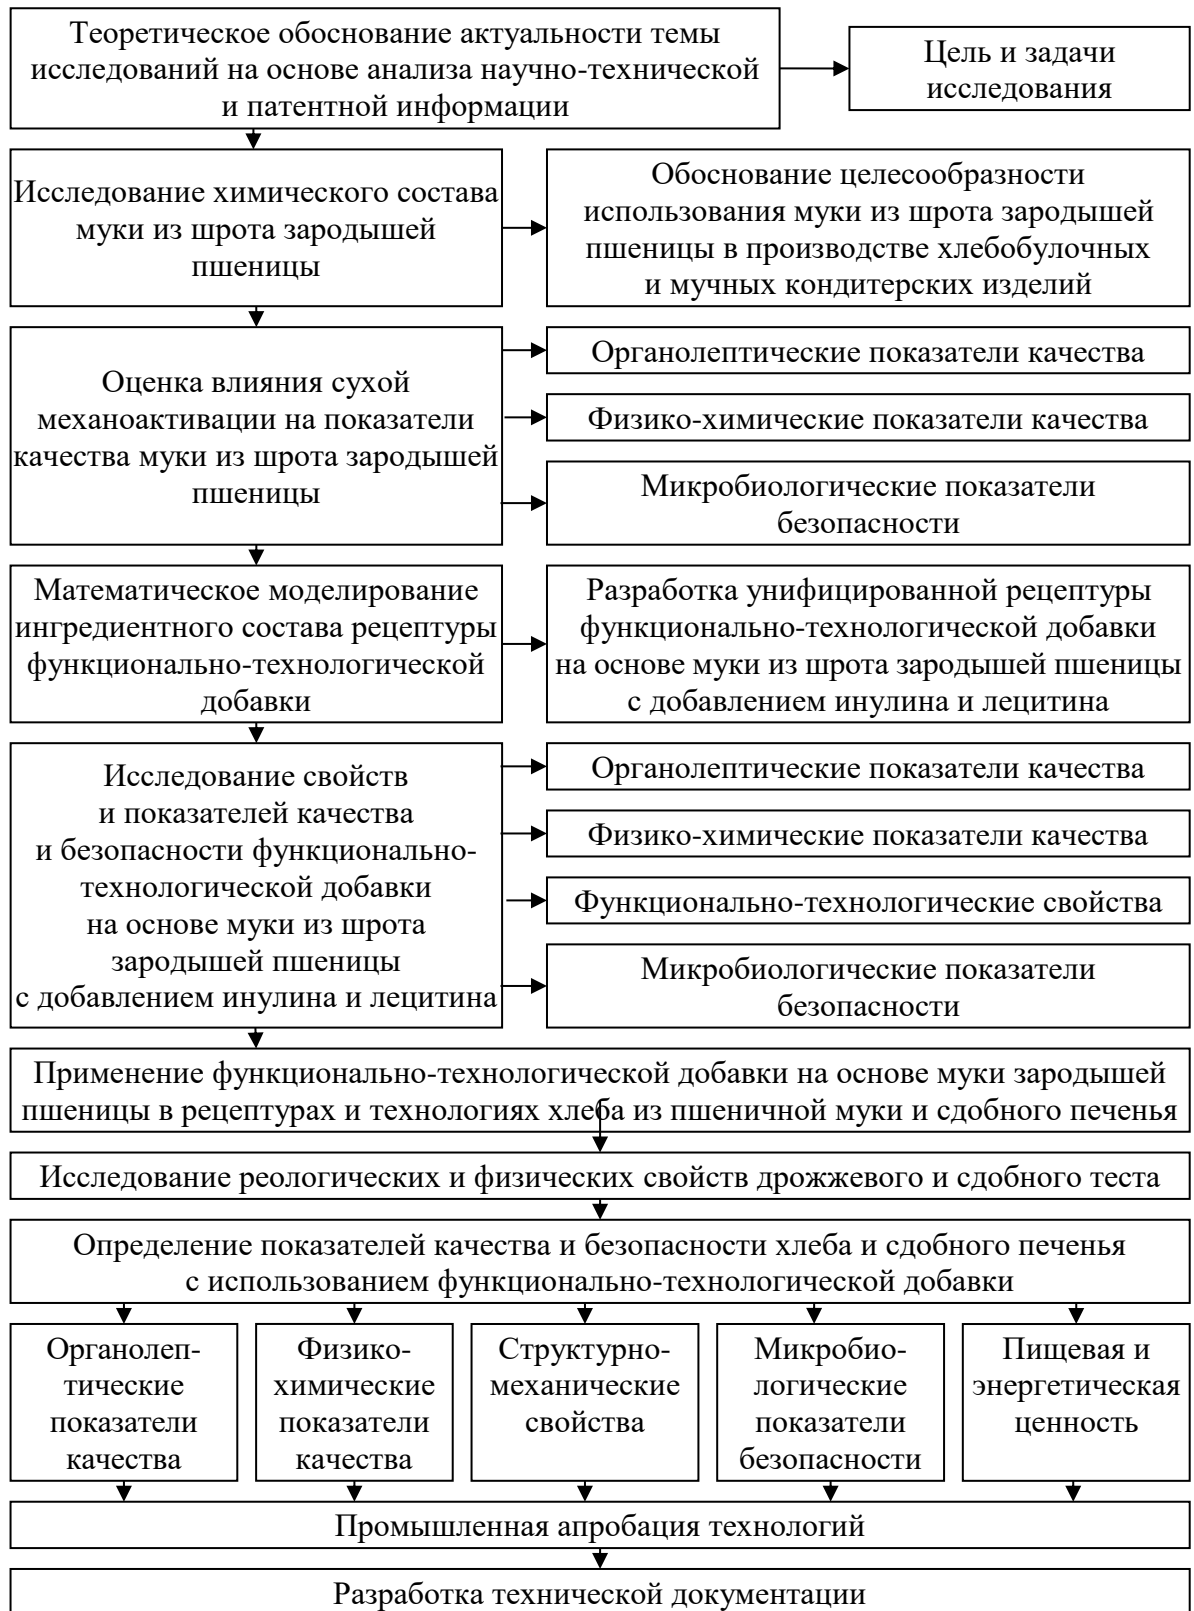 Теоретическое обоснование актуальности темы
исследований на основе анализа научно-технической
и патентной информации
Цель и задачи
исследования
Исследование химического состава
муки из шрота зародышей
пшеницы
Обоснование целесообразности
использования муки из шрота зародышей
пшеницы в производстве хлебобулочных
и мучных кондитерских изделий
Оценка влияния сухой
механоактивации на показатели
качества муки из шрота зародышей
пшеницы
Органолептические показатели качества
Физико-химические показатели качества
Микробиологические показатели
безопасности
Математическое моделирование
ингредиентного состава рецептуры
функционально-технологической
добавки
Разработка унифицированной рецептуры
функционально-технологической добавки
на основе муки из шрота зародышей пшеницы
с добавлением инулина и лецитина
Исследование свойств
и показателей качества
и безопасности функционально-
технологической добавки
на основе муки из шрота
зародышей пшеницы
с добавлением инулина и лецитина
Органолептические показатели качества
Физико-химические показатели качества
Функционально-технологические свойства
Микробиологические показатели
безопасности
Применение функционально-технологической добавки на основе муки зародышей
пшеницы в рецептурах и технологиях хлеба из пшеничной муки и сдобного печенья
Исследование реологических и физических свойств дрожжевого и сдобного теста
Определение показателей качества и безопасности хлеба и сдобного печенья
с использованием функционально-технологической добавки
Органолеп-
тические
показатели
качества
Физико-
химические
показатели
качества
Структурно-
механические
свойства
Микробио-
логические
показатели
безопасности
Пищевая и
энергетическая
ценность
Промышленная апробация технологий
Разработка технической документации